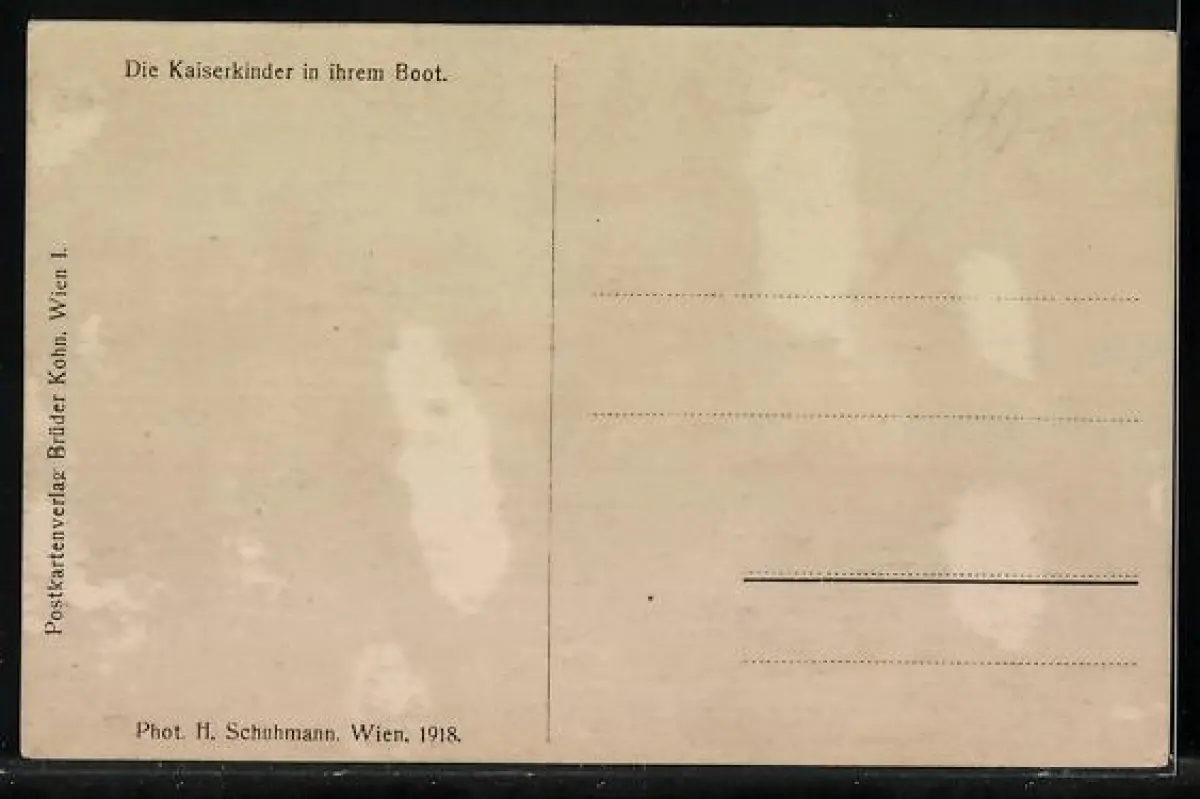 Die Kaiserkinder in ihrem Boot.
Postkartenverlag Brüder Kohn, Wien I.
Phot. H. Schuhmann, Wien, 1918.